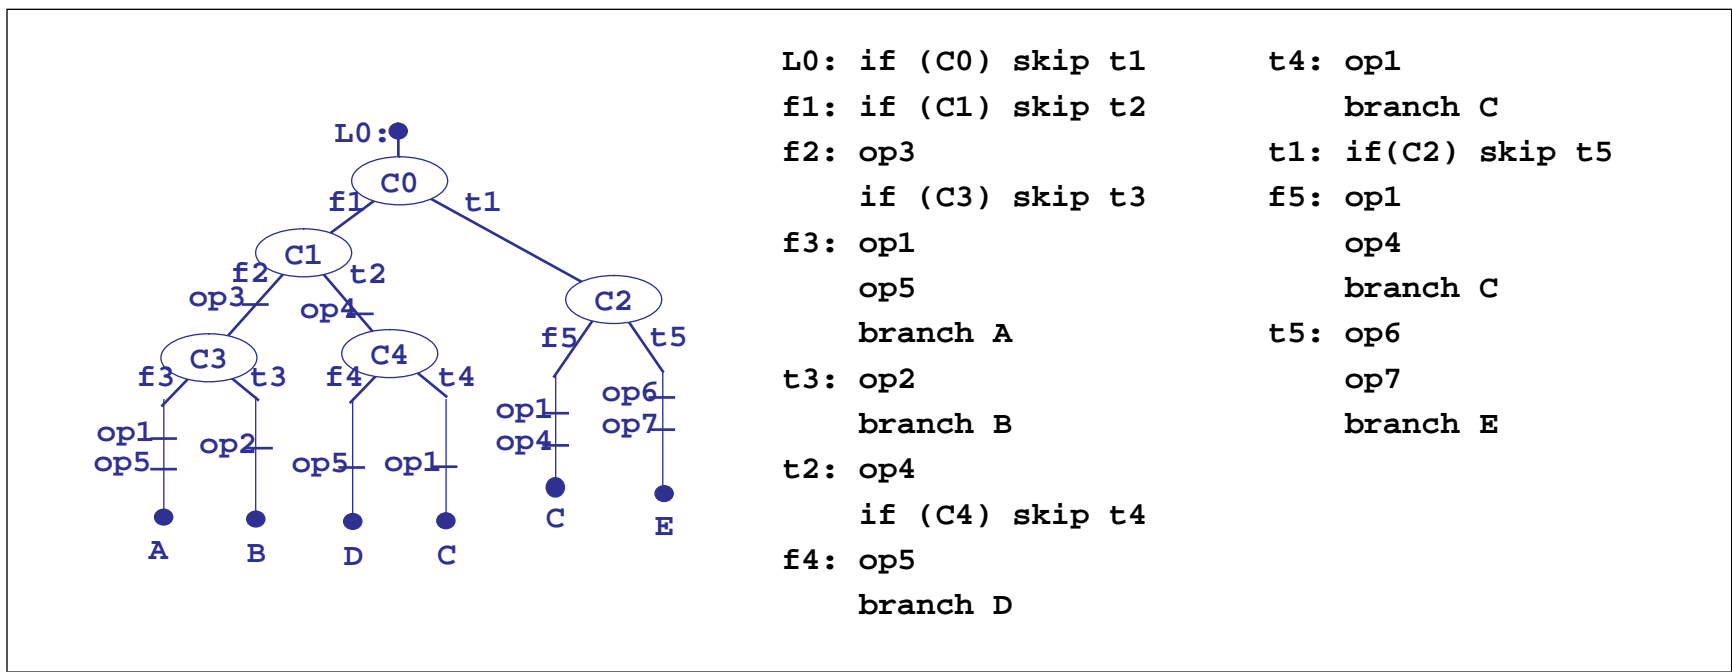 L0:
C0
f1 t1
C1
f2 t2
C2
op3
op4
f5 t5
C3 C4
f3 t3 f4 t4
op6
op1
op7
op1
op2
op4
op5
op5
op1
C
E
A
B
D
C
L0: if (C0) skip t1
f1: if (C1) skip t2
f2: op3
if (C3) skip t3
f3: op1
op5
branch A
t3: op2
branch B
t2: op4
if (C4) skip t4
f4: op5
branch D
t4: op1
branch C
t1: if(C2) skip t5
f5: op1
op4
branch C
t5: op6
op7
branch E